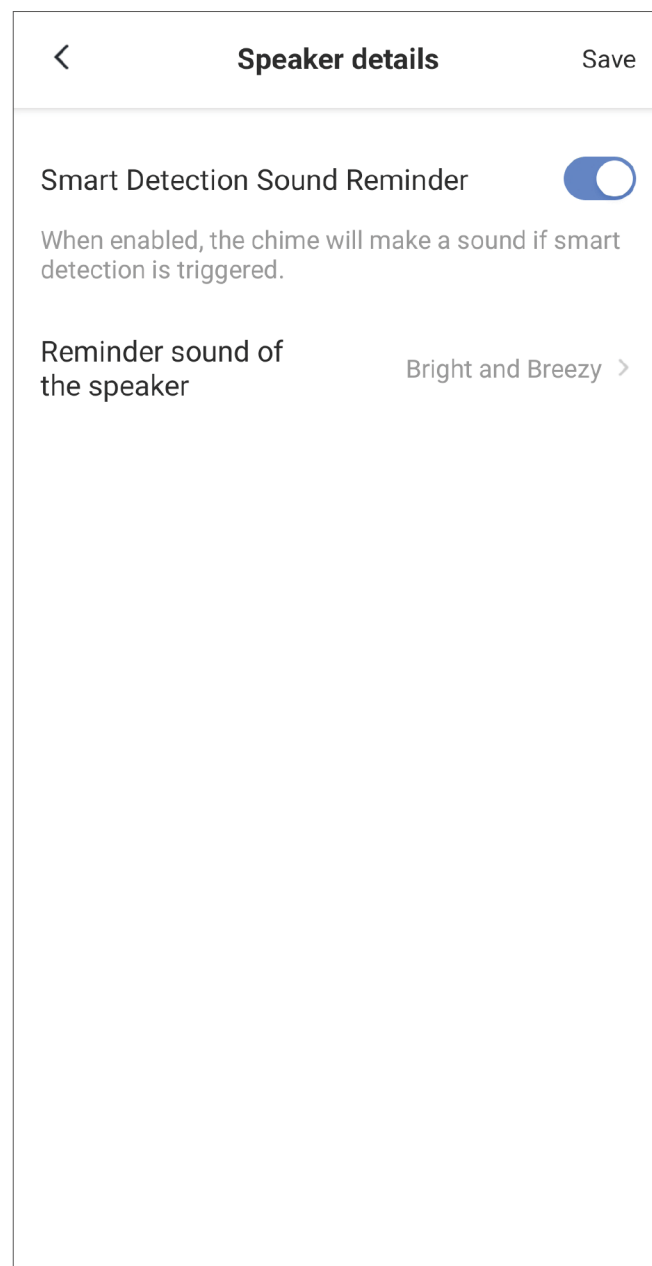 Speaker details
Save
Smart Detection Sound Reminder
When enabled, the chime will make a sound if smart
detection is triggered.
Reminder sound of
the speaker
Bright and Breezy